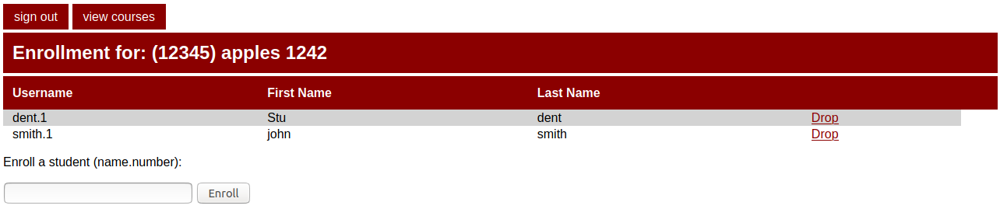 sign out view courses
Enrollment for: (12345) apples 1242
Username First Name Last Name
dent.1 Stu dent Drop
smith.1 john smith Drop
Enroll a student (name.number):
Enroll